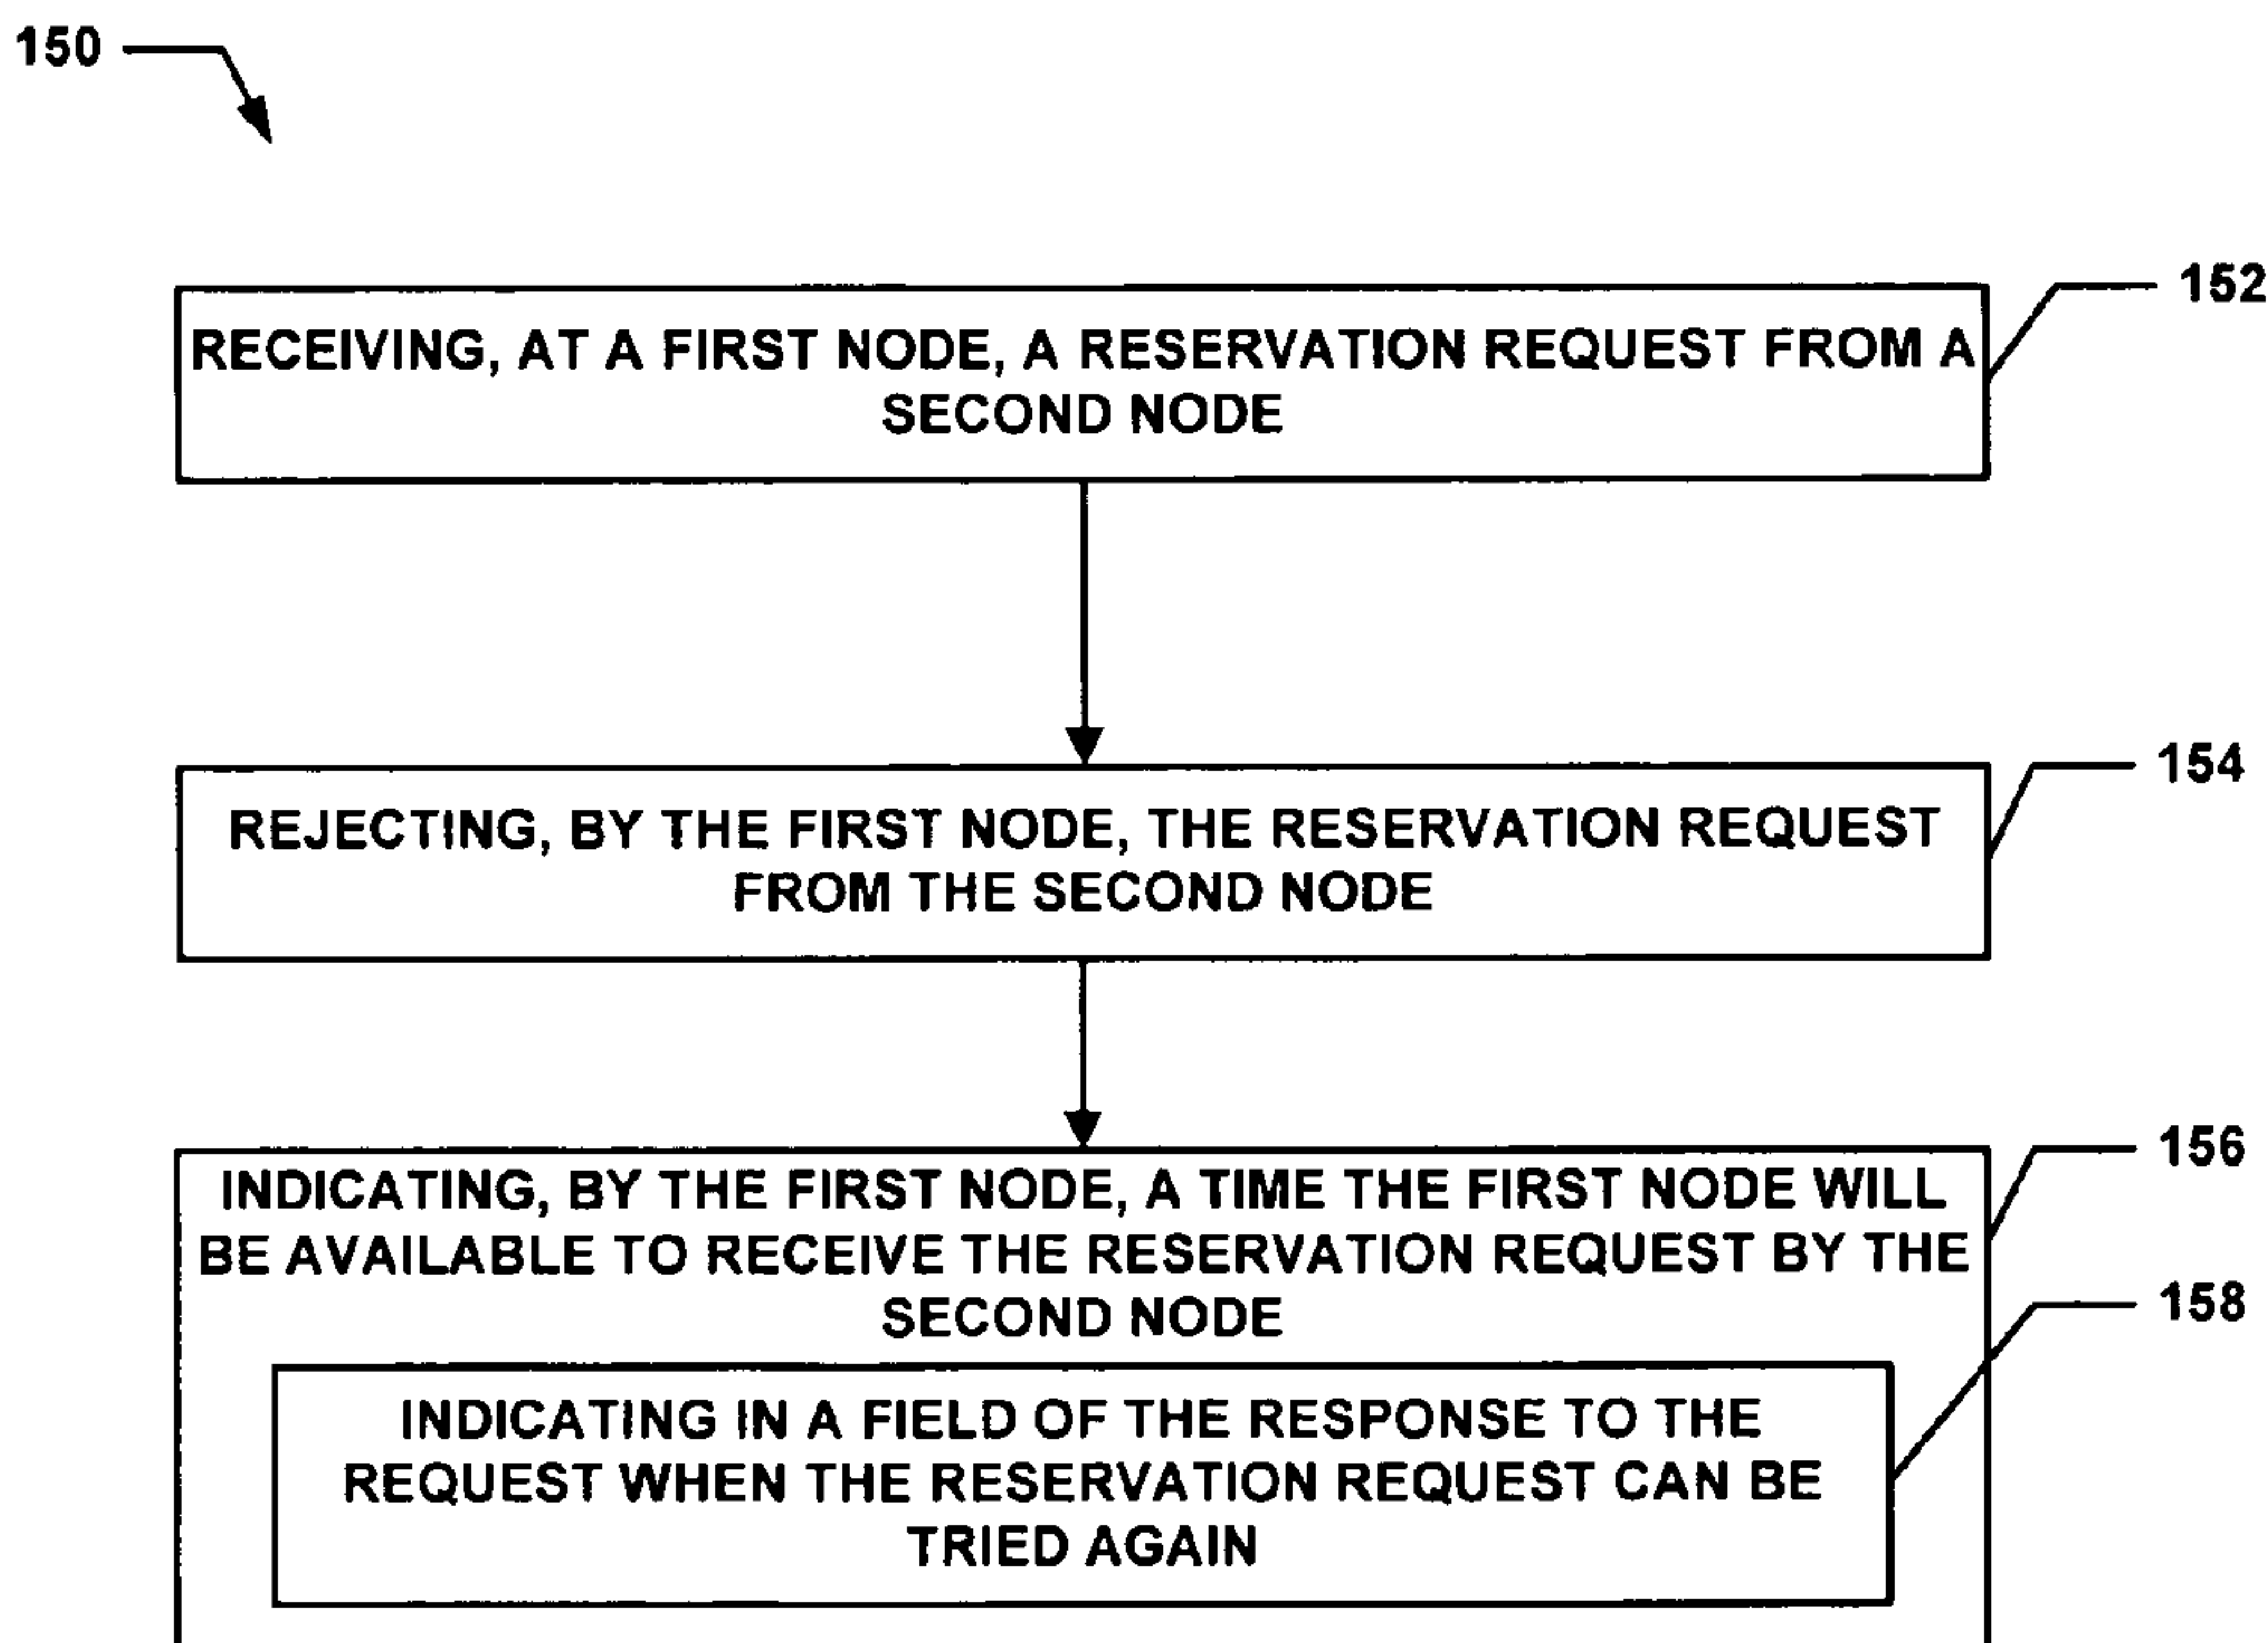 150
152
RECEIVING, AT A FIRST NODE, A RESERVATION REQUEST FROM A
SECOND NODE
154
REJECTING, BY THE FIRST NODE, THE RESERVATION REQUEST
FROM THE SECOND NODE
156
INDICATING, BY THE FIRST NODE, A TIME THE FIRST NODE WILL
BE AVAILABLE TO RECEIVE THE RESERVATION REQUEST BY THE
SECOND NODE
158
INDICATING IN A FIELD OF THE RESPONSE TO THE
REQUEST WHEN THE RESERVATION REQUEST CAN BE
TRIED AGAIN